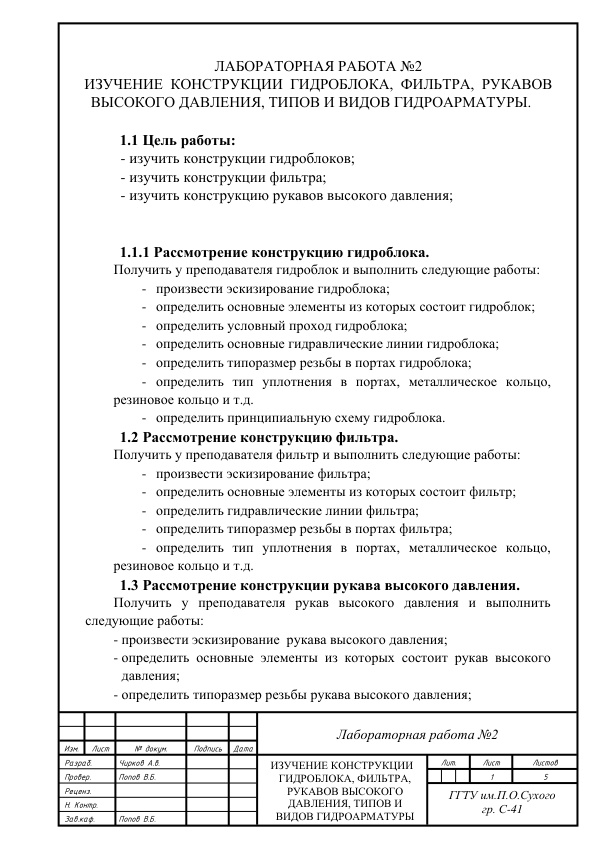 ЛАБОРАТОРНАЯ РАБОТА №2
ИЗУЧЕНИЕ КОНСТРУКЦИИ ГИДРОБЛОКА, ФИЛЬТРА, РУКАВОВ
ВЫСОКОГО ДАВЛЕНИЯ, ТИПОВ И ВИДОВ ГИДРОАРМАТУРЫ.
1.1 Цель работы:
- изучить конструкции гидроблоков;
- изучить конструкции фильтра;
- изучить конструкцию рукавов высокого давления;
1.1.1 Рассмотрение конструкцию гидроблока.
Получить у преподавателя гидроблок и выполнить следующие работы:
- произвести эскизирование гидроблока;
- определить основные элементы из которых состоит гидроблок;
- определить условный проход гидроблока;
- определить основные гидравлические линии гидроблока;
- определить типоразмер резьбы в портах гидроблока;
- определить тип уплотнения в портах, металлическое кольцо,
резиновое кольцо и т.д.
- определить принципиальную схему гидроблока.
1.2 Рассмотрение конструкцию фильтра.
Получить у преподавателя фильтр и выполнить следующие работы:
- произвести эскизирование фильтра;
- определить основные элементы из которых состоит фильтр;
- определить гидравлические линии фильтра;
- определить типоразмер резьбы в портах фильтра;
- определить тип уплотнения в портах, металлическое кольцо,
резиновое кольцо и т.д.
1.3 Рассмотрение конструкции рукава высокого давления.
Получить у преподавателя рукав высокого давления и выполнить
следующие работы:
- произвести эскизирование рукава высокого давления;
- определить основные элементы из которых состоит рукав высокого
давления;
- определить типоразмер резьбы рукава высокого давления;
Лабораторная работа №2
Изм. Лист № докум. Подпись Дата
Разраб. Чирков А.В.
Провер. Попов В.Б.
Реценз.
Н. Контр.
Зав.каф. Попов В.Б.
ИЗУЧЕНИЕ КОНСТРУКЦИИ
ГИДРОБЛОКА, ФИЛЬТРА,
РУКАВОВ ВЫСОКОГО
ДАВЛЕНИЯ, ТИПОВ И
ВИДОВ ГИДРОАРМАТУРЫ
Лит. Лист Листов
1 5
ГГТУ им.П.О.Сухого
гр. С-41